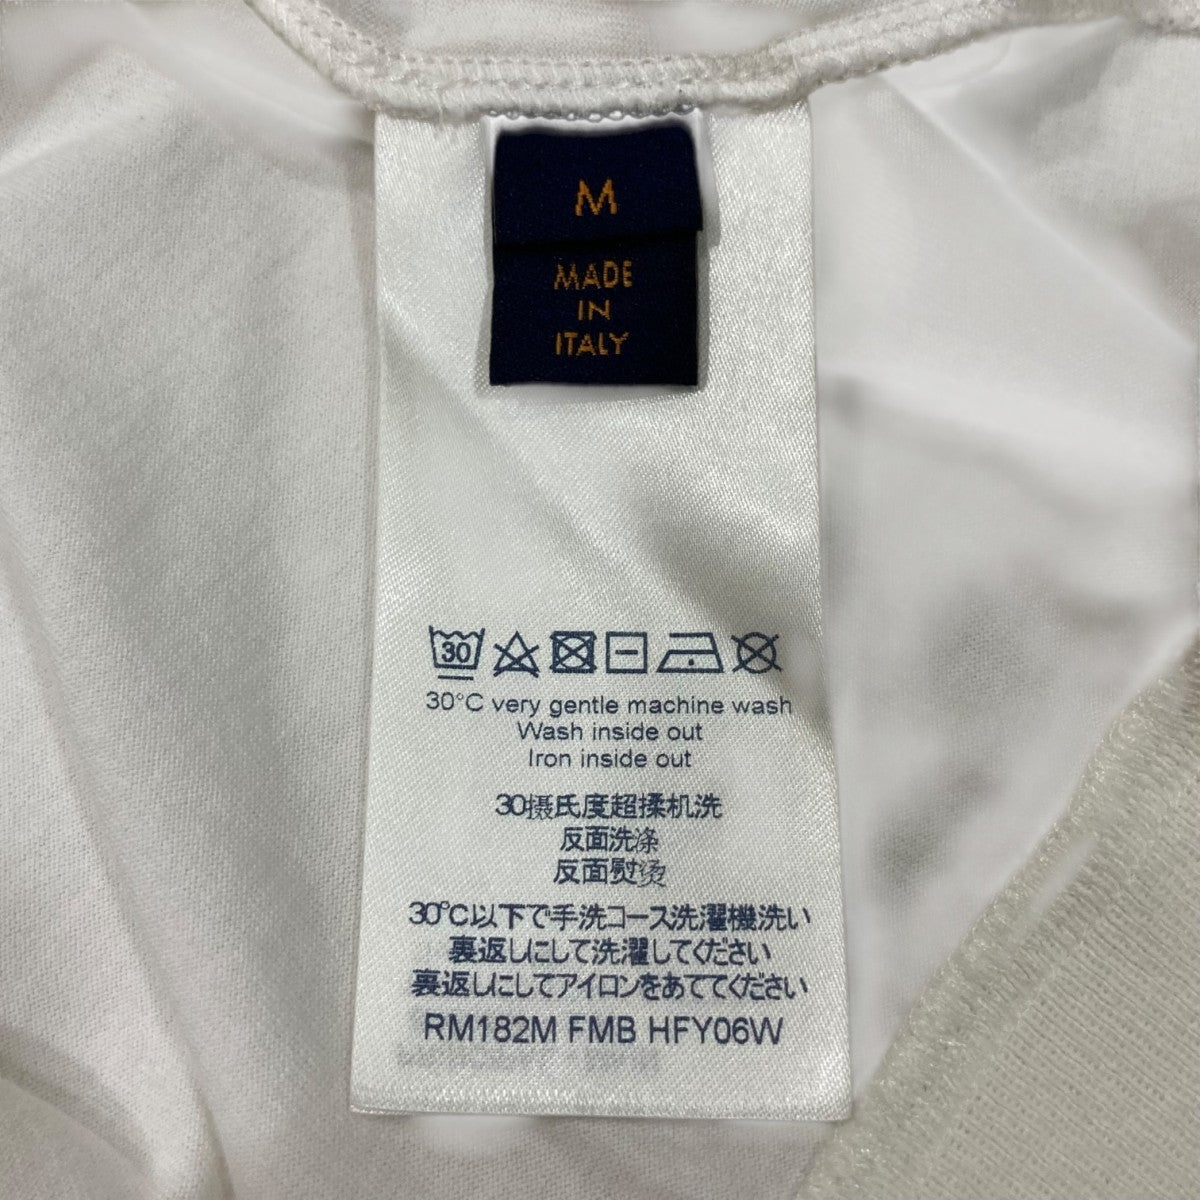 M
MADE
IN
ITALY
30
30°C very gentle machine wash
Wash inside out
Iron inside out
30摄氏度超揉机洗
反面洗涤
反面熨烫
30℃以下で手洗コース洗濯機洗い
裏返しにして洗濯してください
裏返しにしてアイロンをあててください
RM182M FMB HFY06W